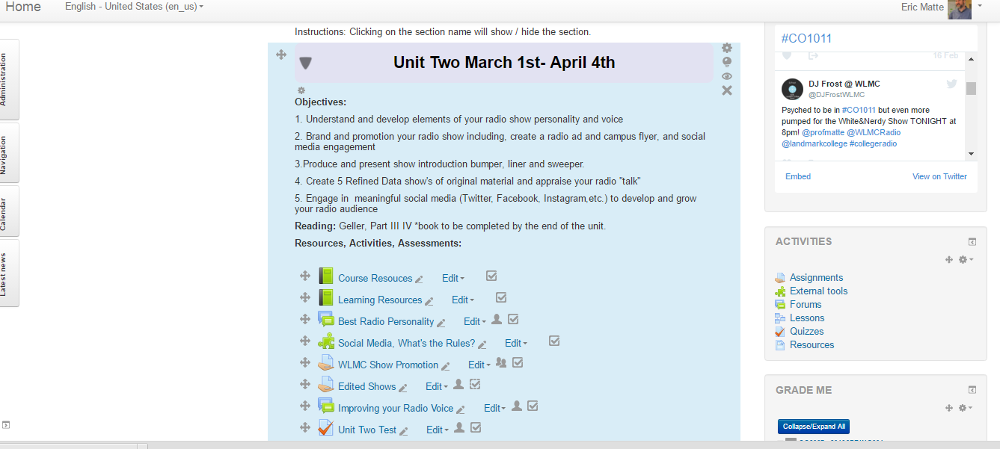 Home
English - United States (en_us)
Eric Matte
Administration
Navigation
Calendar
Latest news
Instructions: Clicking on the section name will show / hide the section.
Unit Two March 1st- April 4th
Objectives:
1. Understand and develop elements of your radio show personality and voice
2. Brand and promotion your radio show including, create a radio ad and campus flyer, and social
media engagement
3.Produce and present show introduction bumper, liner and sweeper.
4. Create 5 Refined Data show's of original material and appraise your radio "talk"
5. Engage in  meaningful social media (Twitter, Facebook, Instagram,etc.) to develop and grow
your radio audience
Reading: Geller, Part III IV *book to be completed by the end of the unit.
Resources, Activities, Assessments:
Course Resouces Edit
Learning Resources Edit
Best Radio Personality Edit
Social Media, What's the Rules? Edit
WLMC Show Promotion Edit
Edited Shows Edit
Improving your Radio Voice Edit
Unit Two Test Edit
#CO1011
16 Feb
DJ Frost @ WLMC
@DJFrostWLMC
Psyched to be in #CO1011 but even more
pumped for the White&Nerdy Show TONIGHT at
8pm! @profmatte @WLMCRadio
@landmarkcollege #collegeradio
Embed
View on Twitter
ACTIVITIES
Assignments
External tools
Forums
Lessons
Quizzes
Resources
GRADE ME
Collapse/Expand All